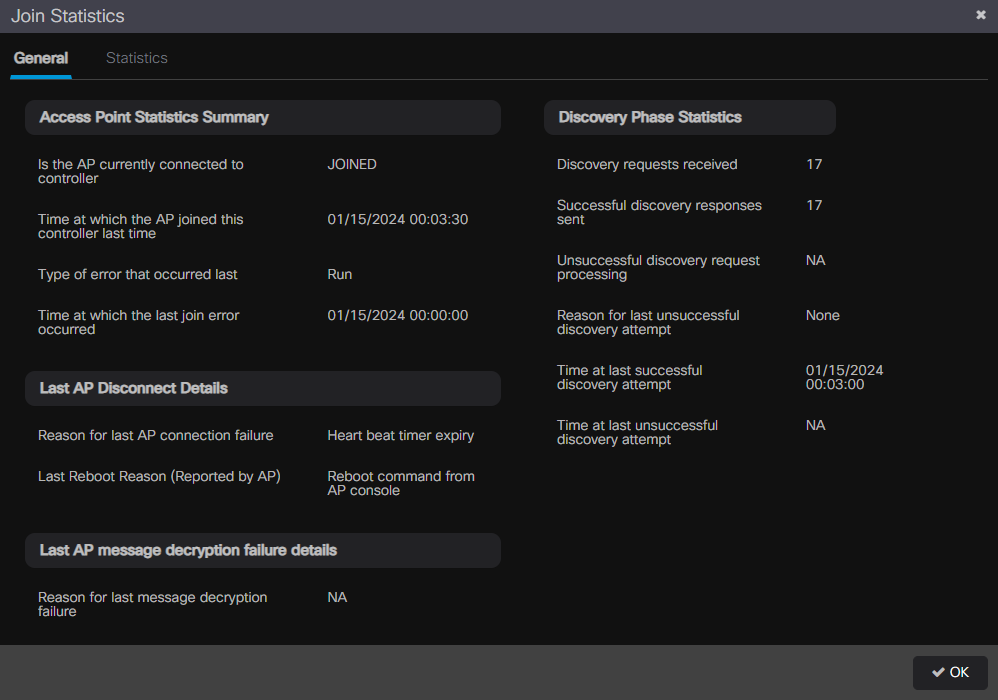 Join Statistics
General
Statistics
Access Point Statistics Summary
Is the AP currently connected to
controller
JOINED
Time at which the AP joined this
controller last time
01/15/2024 00:03:30
Type of error that occurred last
Run
Time at which the last join error
occurred
01/15/2024 00:00:00
Last AP Disconnect Details
Reason for last AP connection failure
Heart beat timer expiry
Last Reboot Reason (Reported by AP)
Reboot command from
AP console
Last AP message decryption failure details
Reason for last message decryption
failure
NA
Discovery Phase Statistics
Discovery requests received
17
Successful discovery responses
sent
17
Unsuccessful discovery request
processing
NA
Reason for last unsuccessful
discovery attempt
None
Time at last successful
discovery attempt
01/15/2024
00:03:00
Time at last unsuccessful
discovery attempt
NA
OK